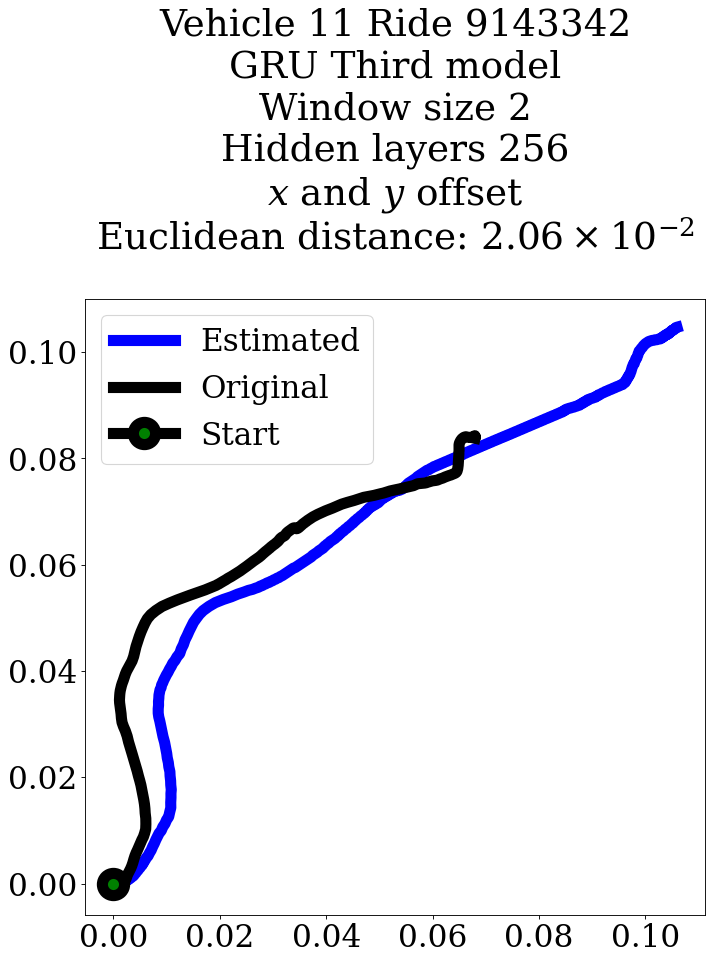 Vehicle 11 Ride 9143342
GRU Third model
Window size 2
Hidden layers 256
x and y offset
Euclidean distance: 2.06 × 10⁻²
Estimated
Original
Start
0.10
0.08
0.06
0.04
0.02
0.00
0.00 0.02 0.04 0.06 0.08 0.10